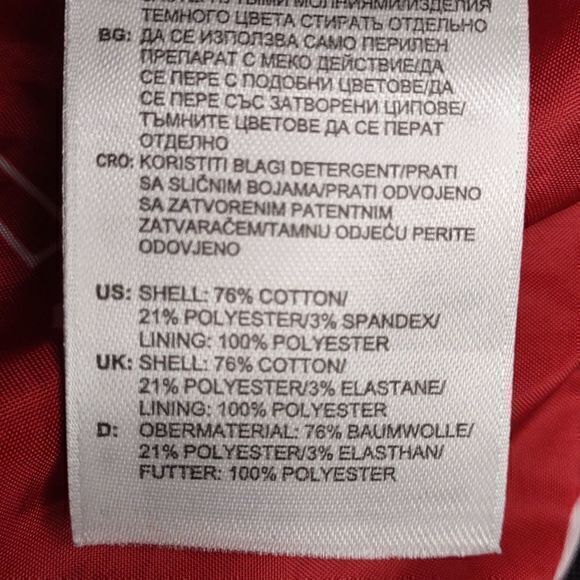 ТЕМНОГО ЦВЕТА СТИРАТЬ ОТДЕЛЬНО
BG: ДА СЕ ИЗПОЛЗВА САМО ПЕРИЛЕН
ПРЕПАРАТ С МЕКО ДЕЙСТВИЕ/ДА
СЕ ПЕРЕ С ПОДОБНИ ЦВЕТОВЕ/ДА
СЕ ПЕРЕ СЪС ЗАТВОРЕНИ ЦИПОВЕ/
ТЪМНИТЕ ЦВЕТОВЕ ДА СЕ ПЕРАТ
ОТДЕЛНО
CRO: KORISTITI BLAGI DETERGENT/PRATI
SA SLIČNIM BOJAMA/PRATI ODVOJENO
SA ZATVORENIM PATENTNIM
ZATVARAČEM/TAMNU ODJEĆU PERITE
ODOVJENO
US: SHELL: 76% COTTON/
21% POLYESTER/3% SPANDEX/
LINING: 100% POLYESTER
UK: SHELL: 76% COTTON/
21% POLYESTER/3% ELASTANE/
LINING: 100% POLYESTER
D: OBERMATERIAL: 76% BAUMWOLLE/
21% POLYESTER/3% ELASTHAN/
FUTTER: 100% POLYESTER